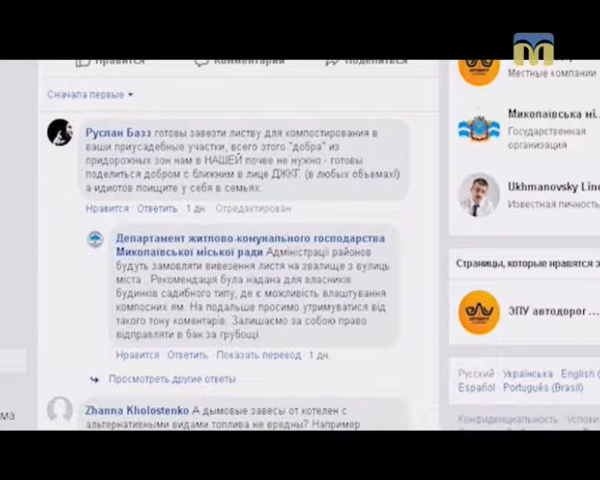 Нравится Комментарий Поделиться
Сначала первые
Руслан Базз готовы завезти листву для компостирования в
ваши приусадебные участки, всего этого "добра" из
придорожных зон нам в НАШЕЙ почве не нужно - готовы
поделиться добром с ближним в лице ДЖКГ. (в любых объемах!)
а идиотов поищите у себя в семьях.
Нравится Ответить 1 дн. Отредактирован
Департамент житлово-комунального господарства
Миколаївської міської ради Адміністрації районов
будуть замовляти вивезення листя на звалище з вулиць
міста . Рекомендація була надана для власників
будинків садибного типу, де є можливість влаштування
компосних ям. На подальше просимо утримуватися від
такого тону коментарів. Залишаємо за собою право
відправляти в бан за грубощі.
Нравится Ответить Показать перевод 1 дн.
Просмотреть другие ответы
Zhanna Kholostenko А дымовые завесы от котелен с
альтернативными видами топлива не вредны? Например
Местные компании
Миколаївська мі...
Государственная
организация
Ukhmanovsky Line
Известная личность
Страницы, которые нравятся э
ЭПУ автодорог ...
Русский Українська English (
Español Português (Brasil)
Конфиденциальность Услови
ма